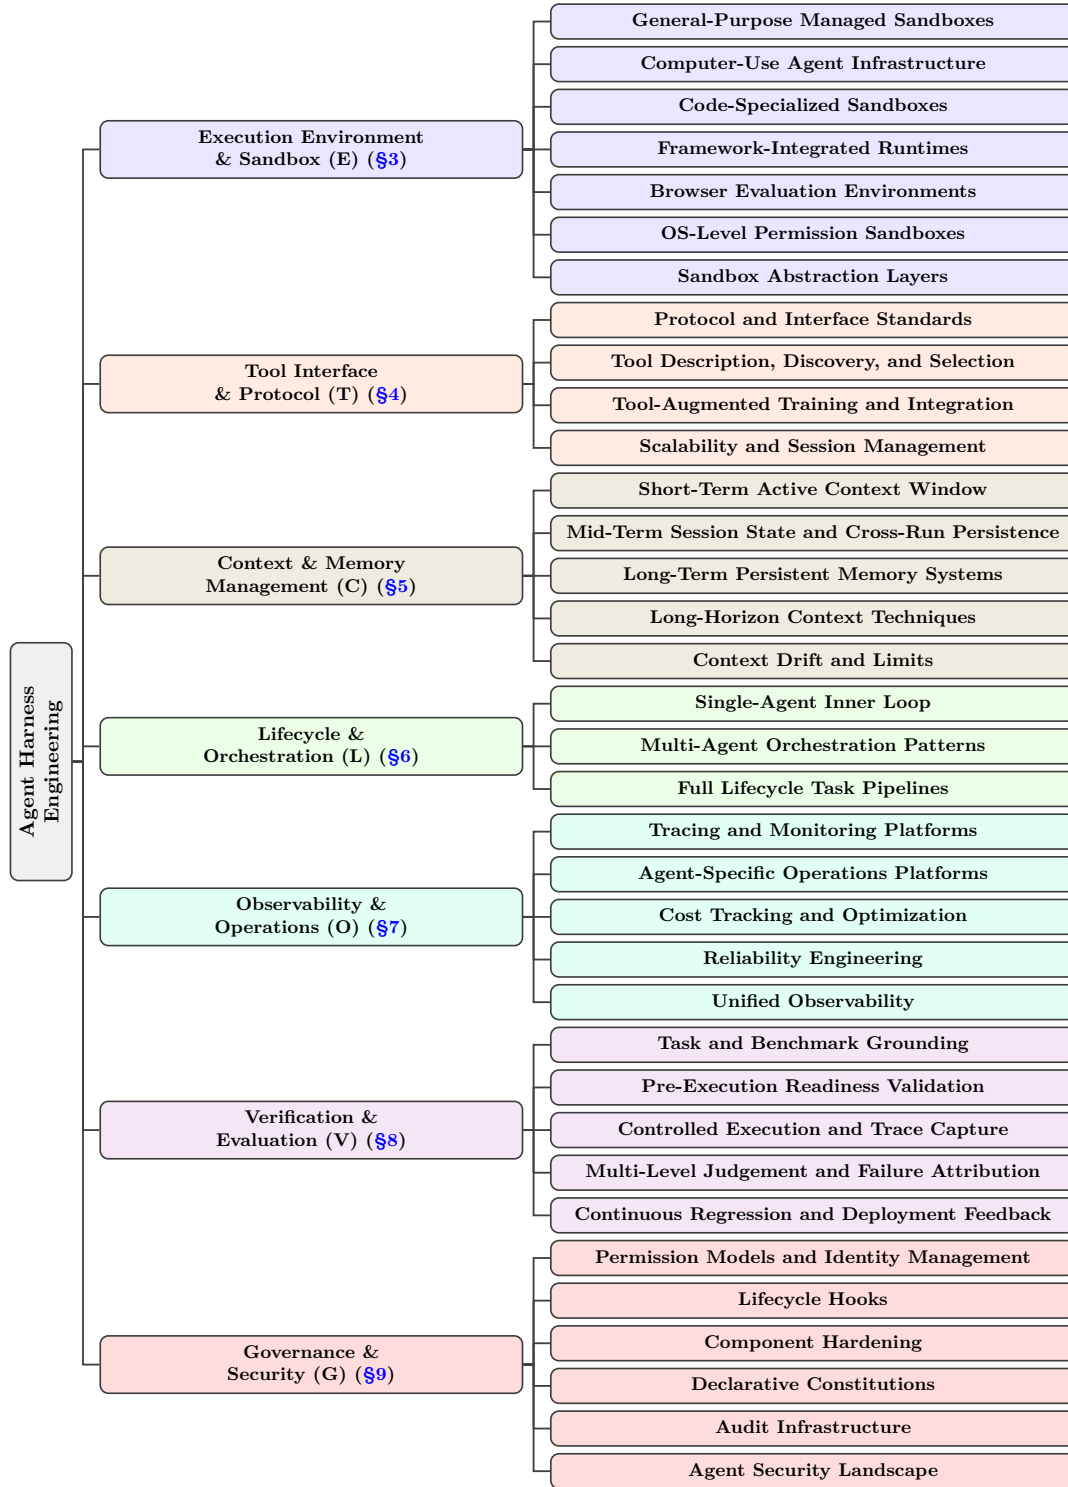 Agent Harness
Engineering
Execution Environment
& Sandbox (E) (§3)
General-Purpose Managed Sandboxes
Computer-Use Agent Infrastructure
Code-Specialized Sandboxes
Framework-Integrated Runtimes
Browser Evaluation Environments
OS-Level Permission Sandboxes
Sandbox Abstraction Layers
Tool Interface
& Protocol (T) (§4)
Protocol and Interface Standards
Tool Description, Discovery, and Selection
Tool-Augmented Training and Integration
Scalability and Session Management
Context & Memory
Management (C) (§5)
Short-Term Active Context Window
Mid-Term Session State and Cross-Run Persistence
Long-Term Persistent Memory Systems
Long-Horizon Context Techniques
Context Drift and Limits
Lifecycle &
Orchestration (L) (§6)
Single-Agent Inner Loop
Multi-Agent Orchestration Patterns
Full Lifecycle Task Pipelines
Observability &
Operations (O) (§7)
Tracing and Monitoring Platforms
Agent-Specific Operations Platforms
Cost Tracking and Optimization
Reliability Engineering
Unified Observability
Verification &
Evaluation (V) (§8)
Task and Benchmark Grounding
Pre-Execution Readiness Validation
Controlled Execution and Trace Capture
Multi-Level Judgement and Failure Attribution
Continuous Regression and Deployment Feedback
Governance &
Security (G) (§9)
Permission Models and Identity Management
Lifecycle Hooks
Component Hardening
Declarative Constitutions
Audit Infrastructure
Agent Security Landscape